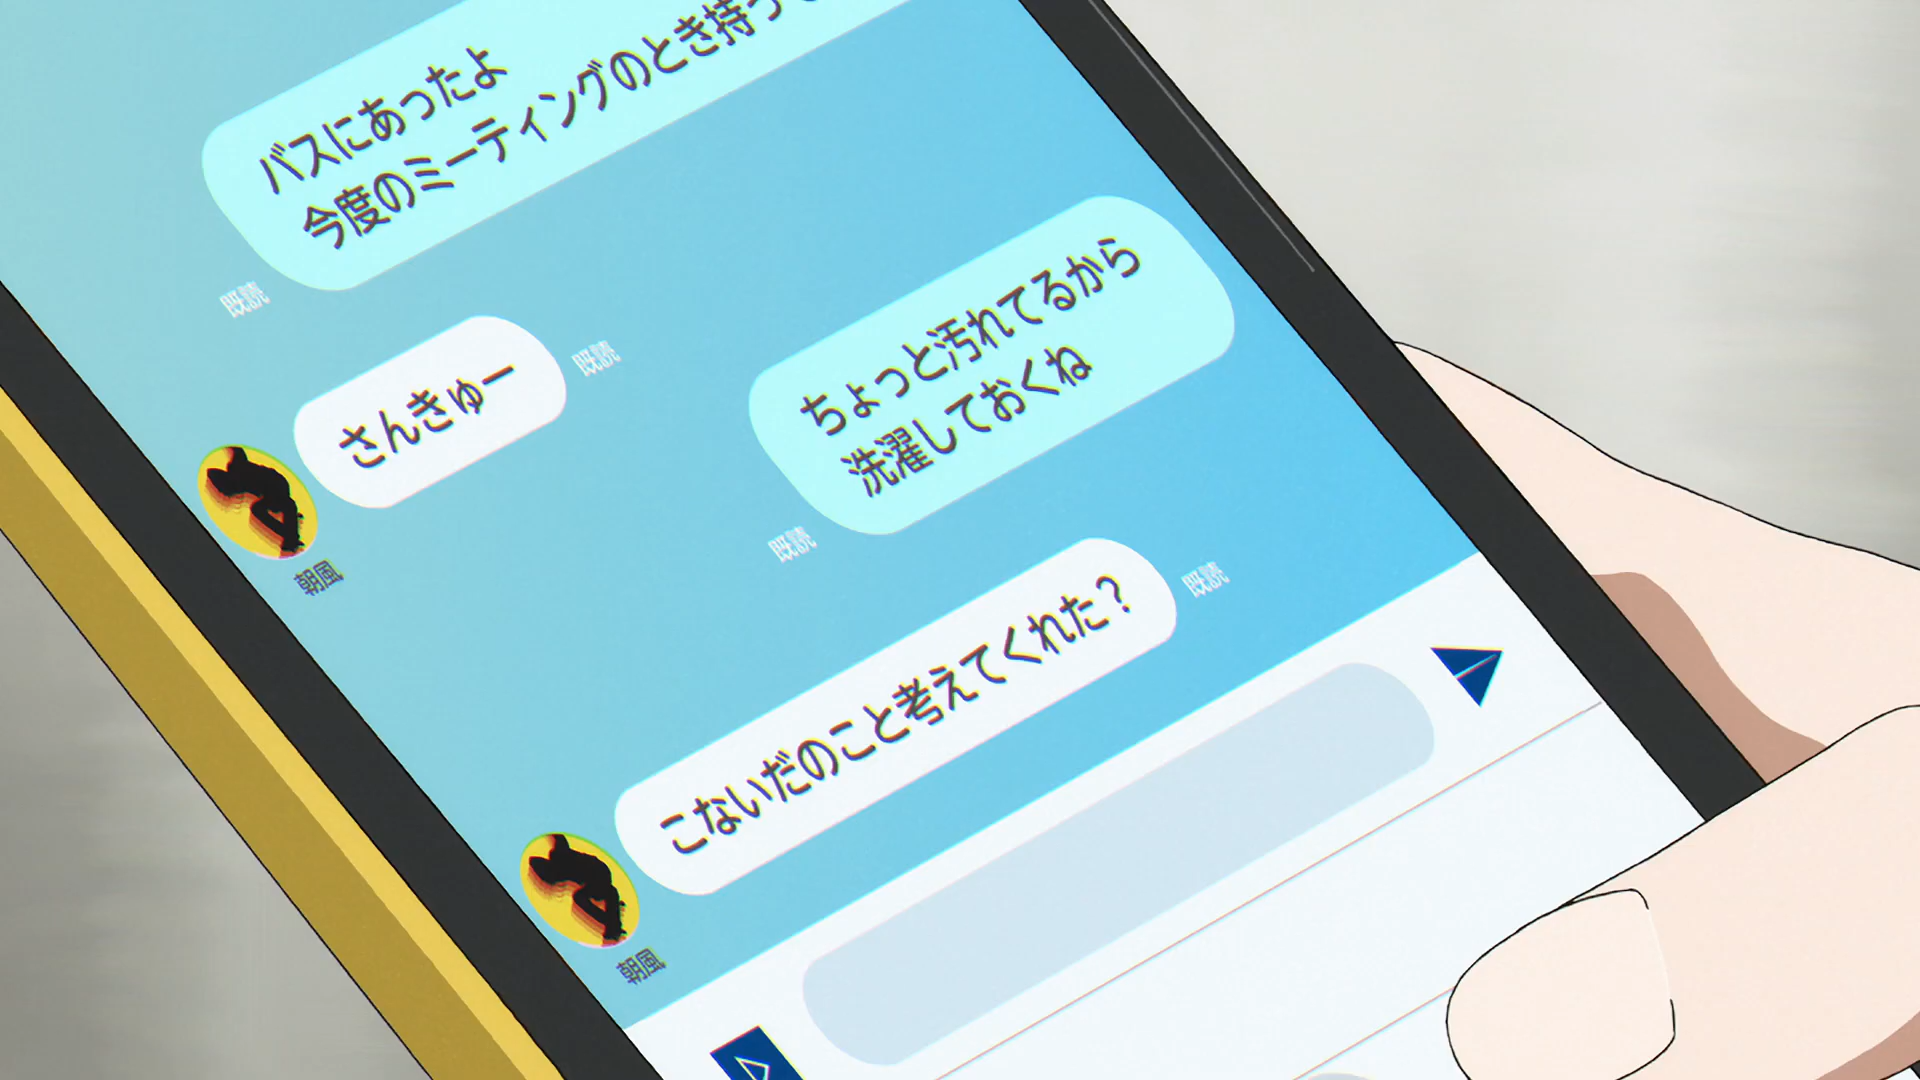 バスにあったよ
今度のミーティングのとき持って
既読
さんきゅー
既読
朝風
ちょっと汚れてるから
洗濯しておくね
既読
こないだのこと考えてくれた？
既読
朝風